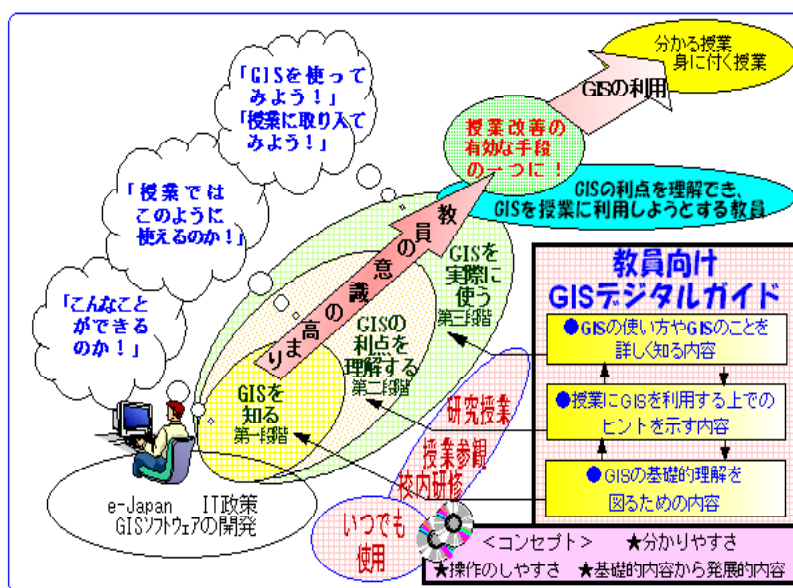 分かる授業
身に付く授業
GISの利用
「GISを使って
みよう！」
「授業に取り入て
みよう！」
授業改善の
有効な手段
の一つに！
「授業では
このように
使えるのか！」
GISの利点を理解でき、
GISを授業に利用しようとする教員
教員の意識の高まり
「こんなこと
ができる
のか！」
GISを
実際に
使う
第三段階
GISの
利点を
理解する
第二段階
GISを
知る
第一段階
教員向け
GISデジタルガイド
●GISの使い方やGISのことを
詳しく知る内容
●授業にGISを利用する上での
ヒントを示す内容
●GISの基礎的理解を
図るための内容
研究授業
授業参観
校内研修
いつでも
使用
e-Japan IT政策
GISソフトウェアの開発
＜コンセプト＞ ★分かりやすさ
★操作のしやすさ ★基礎的内容から発展的内容